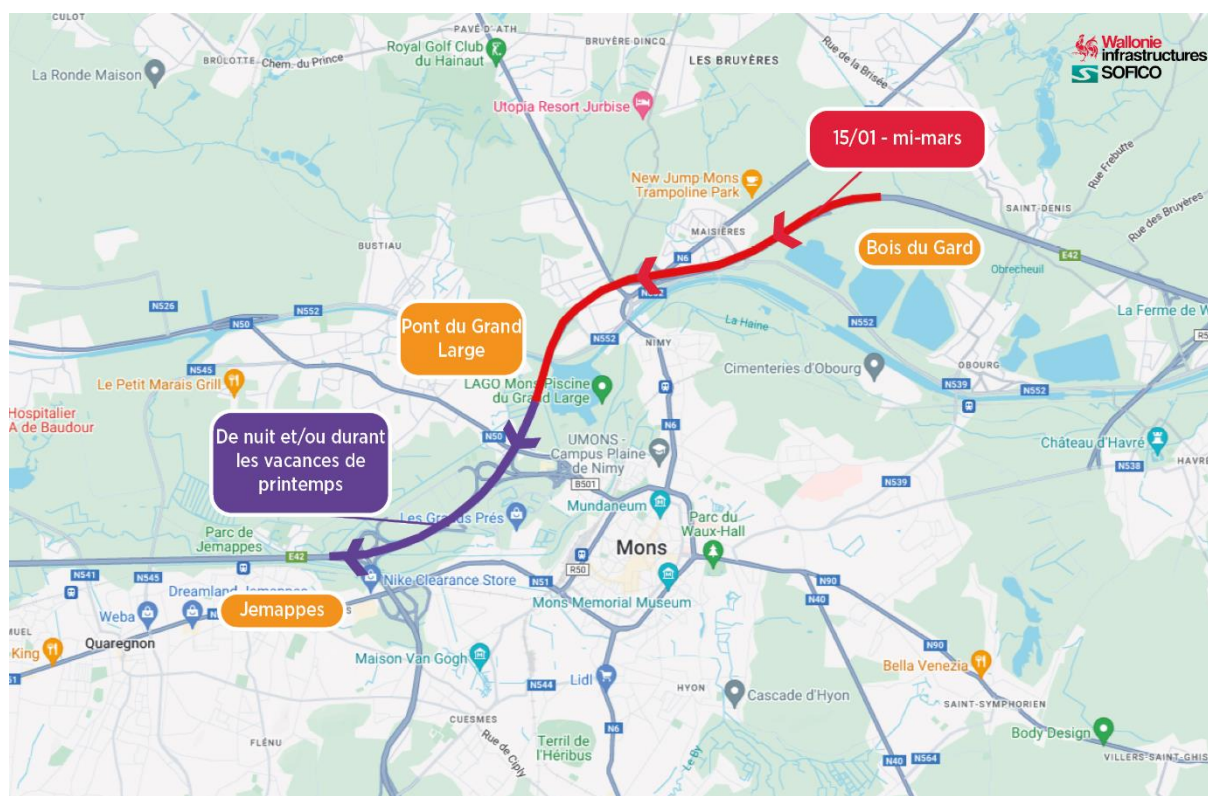 CULOT
PAVÉ D'ATH
Royal Golf Club
du Hainaut
BRUYÈRE-DINCQ
BRÛLOTTE
Chem. du Prince
La Ronde Maison
LES BRUYÈRES
Rue de la Brisée
Wallonie
infrastructures
SOFICO
Utopia Resort Jurbise
15/01 - mi-mars
New Jump Mons
Trampoline Park
Rue Frebutte
SAINT-DENIS
Rue des Bruyères
MAISIÈRES
BUSTIAU
N6
Bois du Gard
E42
Obrecheuil
N526
N552
N50
Pont du Grand
Large
N552
La Haine
NIMY
N552
La Ferme de W
N545
Le Petit Marais Grill
LAGO Mons Piscine
du Grand Large
Cimenteries d'Obourg
OBOURG
N539
N552
Hospitalier
A de Baudour
De nuit et/ou durant
les vacances de
printemps
N50
N6
UMONS -
Campus Plaine
de Nimy
Château d'Havré
N538
HAVRÉ
B501
N539
Les Grands Prés
Mundaneum
Parc du
Waux-Hall
Parc de
Jemappes
E42
Mons
N541
N545
Dreamland Jemappes
Nike Clearance Store
R50
N51
N90
N40
Mons Memorial Museum
Weba
Jemappes
Quaregnon
Maison Van Gogh
N90
Bella Venezia
Lidl
N544
HYON
Cascade d'Hyon
SAINT-SYMPHORIEN
CUESMES
N6
Rue de Ciply
Terril de
l'Héribus
Le By
Body Design
FLÉNU
N40
N564
VILLERS-SAINT-GHIS